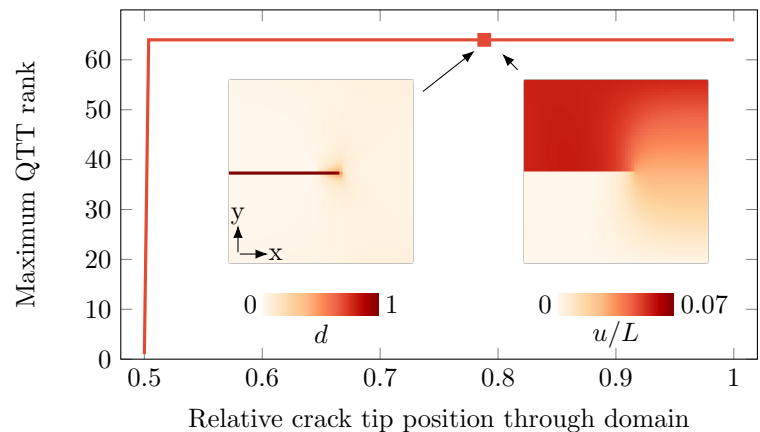 Maximum QTT rank
60
50
40
30
20
10
0
y
x
0 1
d
0 0.07
u/L
0.5 0.6 0.7 0.8 0.9 1
Relative crack tip position through domain